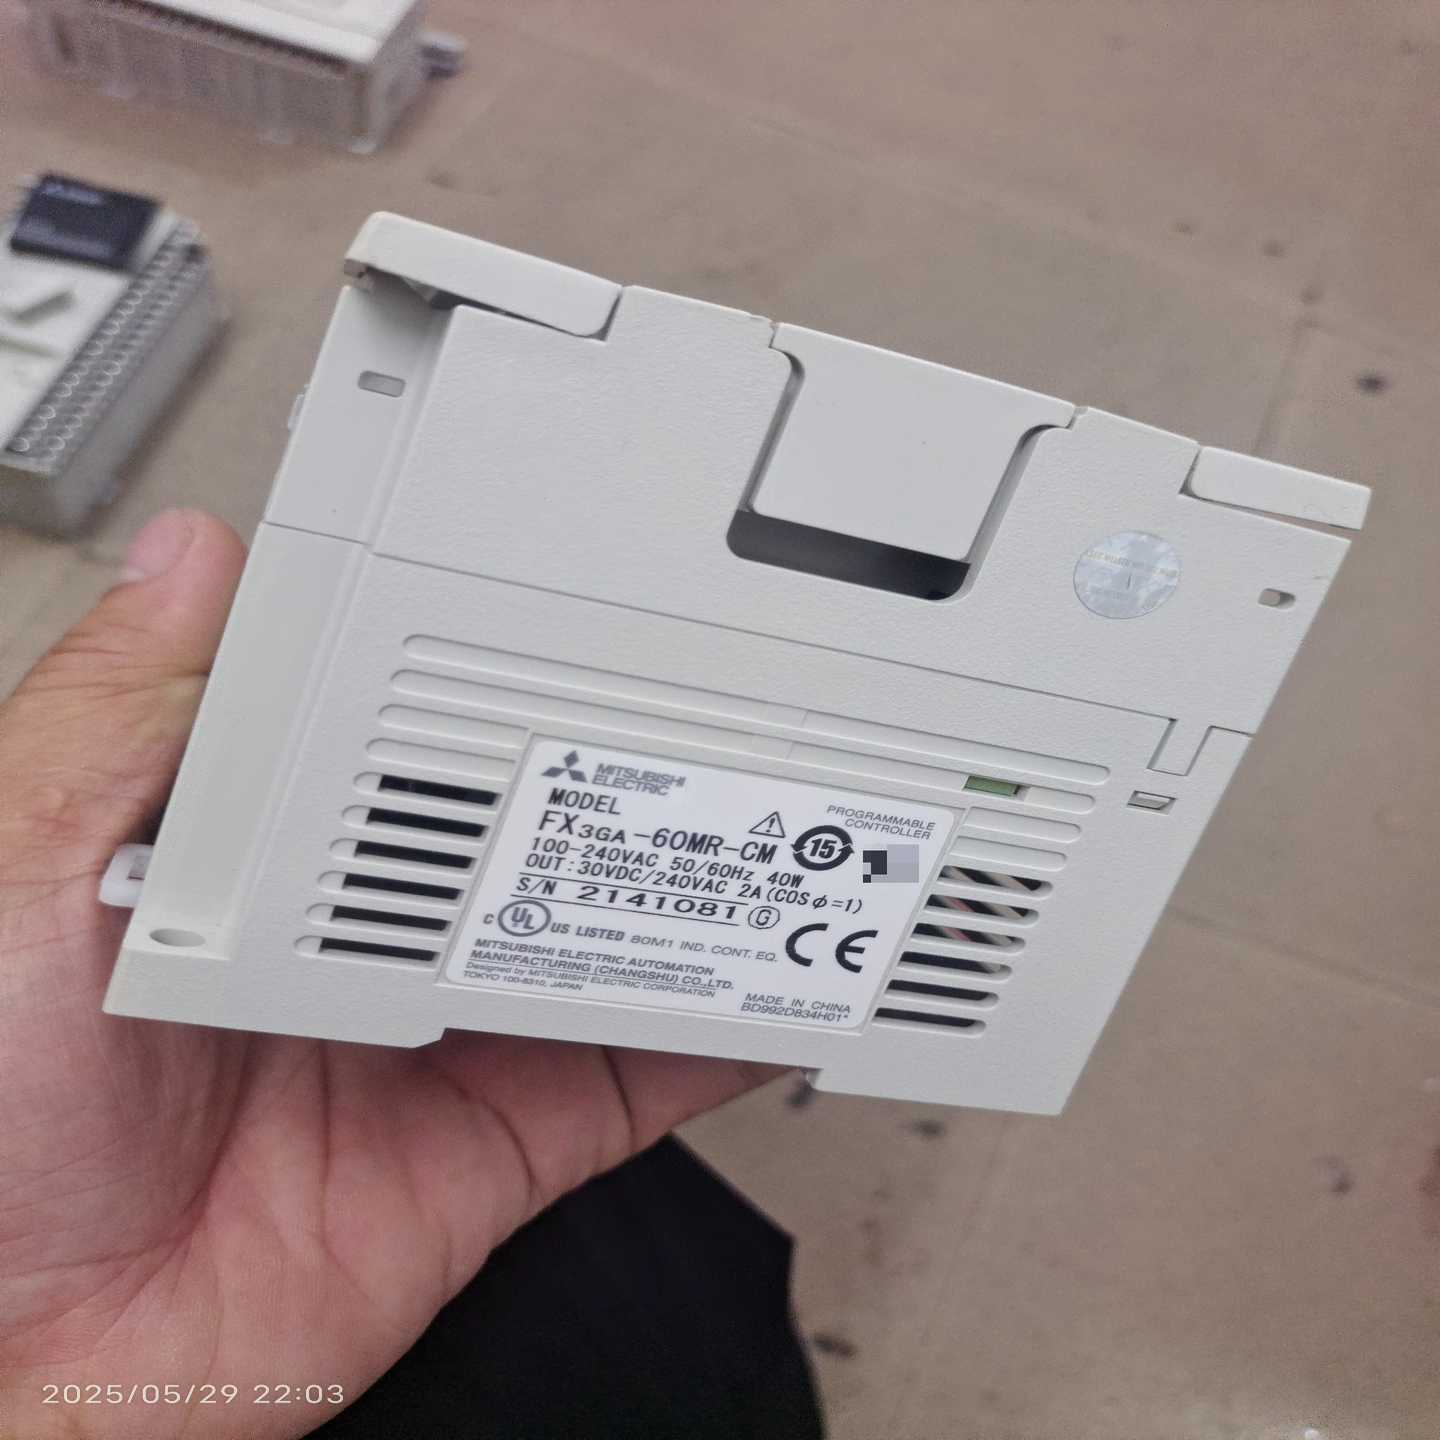 MITSUBISHI
ELECTRIC
PROGRAMMABLE
CONTROLLER
MODEL
FX3GA-60MR-CM
15
100-240VAC 50/60Hz 40W
OUT:30VDC/240VAC 2A(COSφ=1)
S/N 2141081 G
C UL US LISTED 80M1 IND. CONT. EQ. CE
MITSUBISHI ELECTRIC AUTOMATION
MANUFACTURING (CHANGSHU) CO.,LTD.
Designed by MITSUBISHI ELECTRIC CORPORATION
TOKYO 100-8310, JAPAN
MADE IN CHINA
BD992D834H01*
2025/05/29 22:03